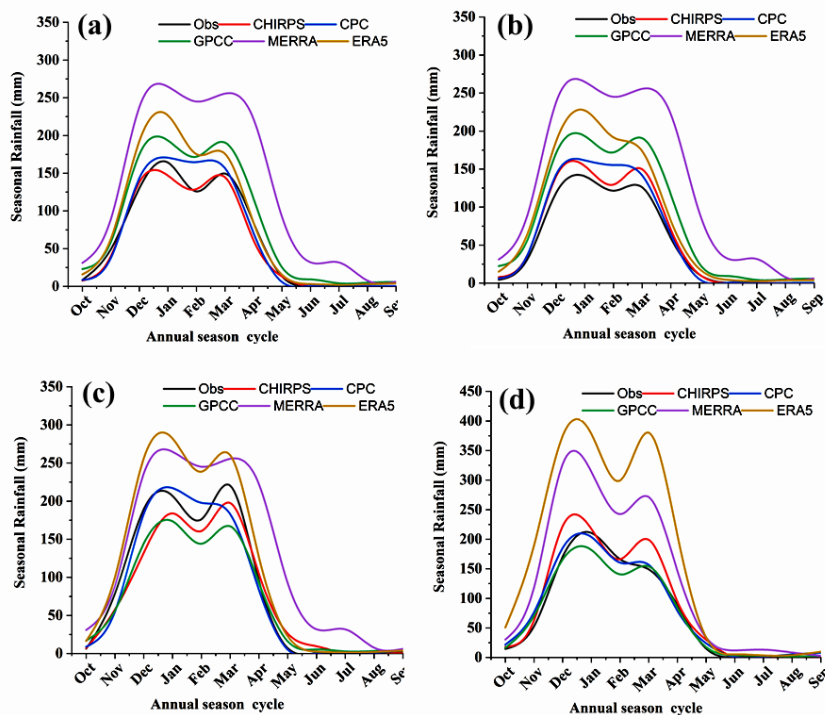 (a)
Obs CHIRPS CPC
GPCC MERRA ERA5
350
300
250
200
150
100
50
0
Seasonal Rainfall (mm)
Oct Nov Dec Jan Feb Mar Apr May Jun Jul Aug Sep
Annual season cycle
(b)
Obs CHIRPS CPC
GPCC MERRA ERA5
350
300
250
200
150
100
50
0
Seasonal Rainfall (mm)
Oct Nov Dec Jan Feb Mar Apr May Jun Jul Aug Sep
Annual season cycle
(c)
Obs CHIRPS CPC
GPCC MERRA ERA5
350
300
250
200
150
100
50
0
Seasonal Rainfall (mm)
Oct Nov Dec Jan Feb Mar Apr May Jun Jul Aug Se
Annual season cycle
(d)
Obs CHIRPS CPC
GPCC MERRA ERA5
450
400
350
300
250
200
150
100
50
0
Seasonal Rainfall (mm)
Oct Nov Dec Jan Feb Mar Apr May Jun Jul Aug Sep
Annual season cycle